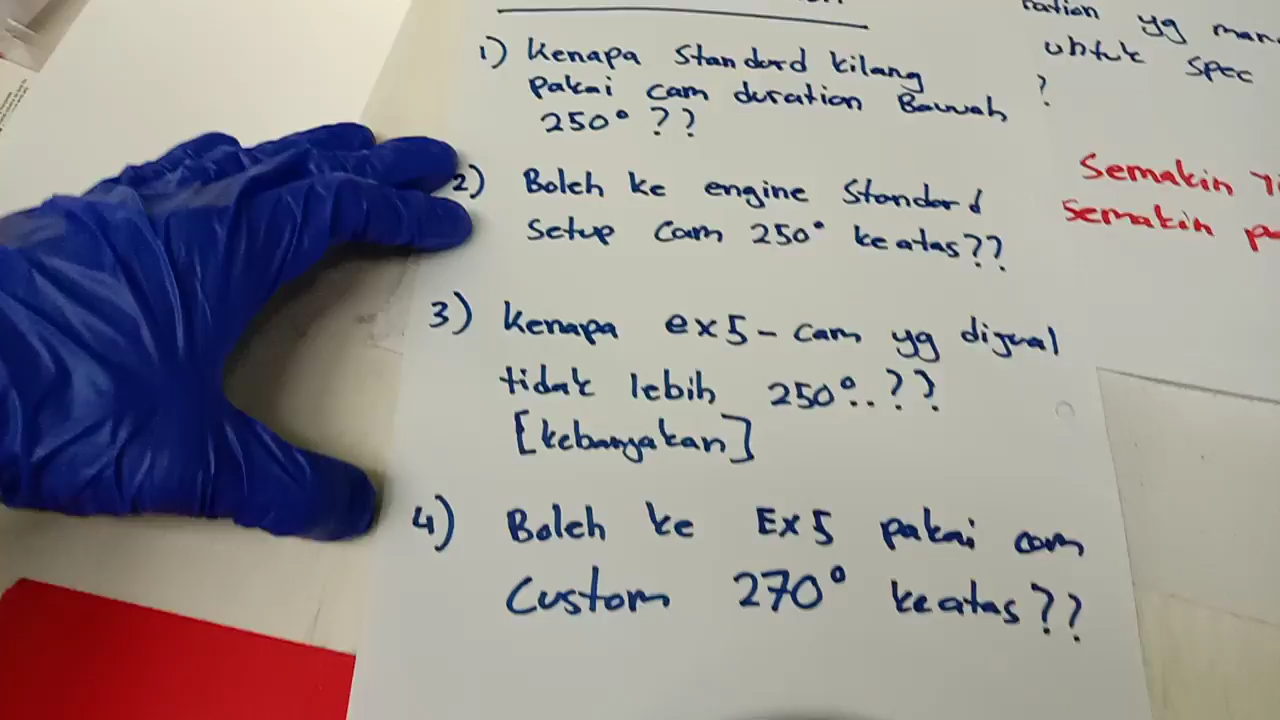 1) Kenapa Standard kilang
pakai cam duration Bawah
250° ??
2) Boleh ke engine Standard
Setup Cam 250° keatas??
3) Kenapa ex5-cam yg dijual
tidak lebih 250°..??
[kebanyakan]
4) Boleh ke EX5 pakai cam
Custom 270° keatas??
yg
untuk spec
?
Semakin
Semakin